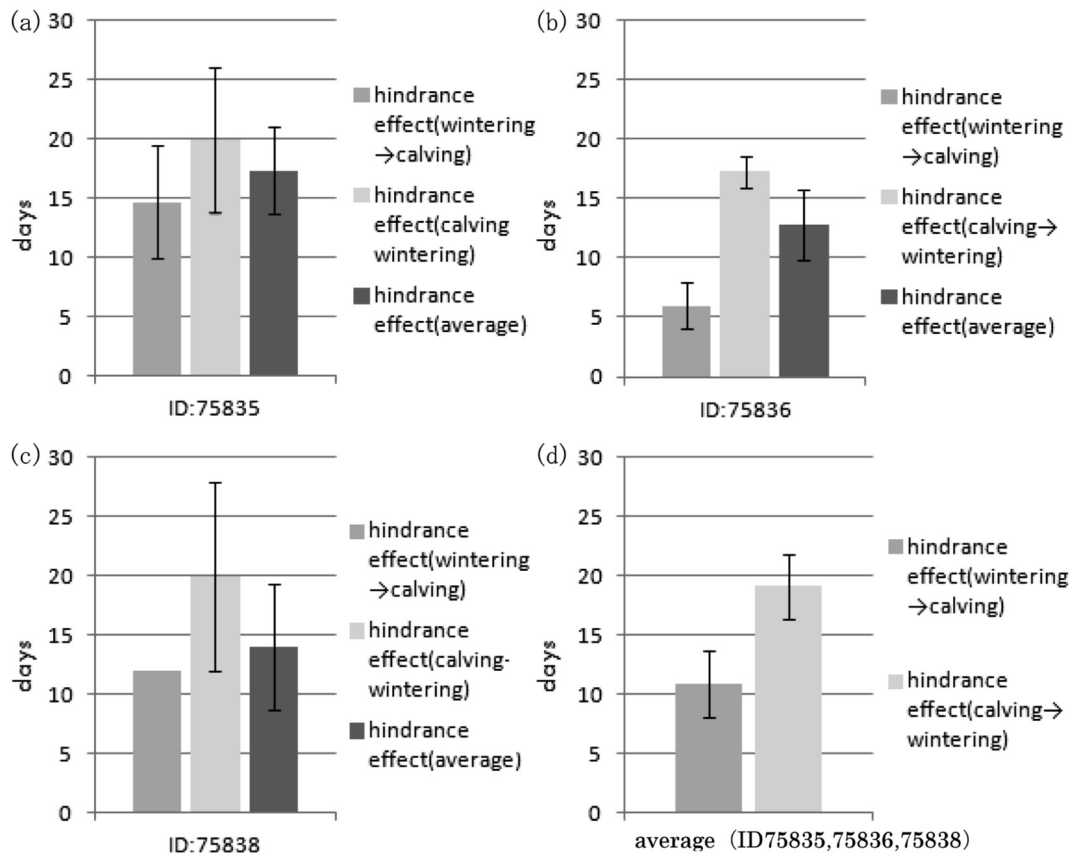 (a)
30
25
20
15
10
5
0
days
ID:75835
hindrance
effect(wintering
→calving)
hindrance
effect(calving
wintering)
hindrance
effect(average)
(b)
30
25
20
15
10
5
0
days
ID:75836
hindrance
effect(wintering
→calving)
hindrance
effect(calving→
wintering)
hindrance
effect(average)
(c)
30
25
20
15
10
5
0
days
ID:75838
hindrance
effect(wintering
→calving)
hindrance
effect(calving-
wintering)
hindrance
effect(average)
(d)
30
25
20
15
10
5
0
days
average (ID75835,75836,75838)
hindrance
effect(wintering
→calving)
hindrance
effect(calving→
wintering)